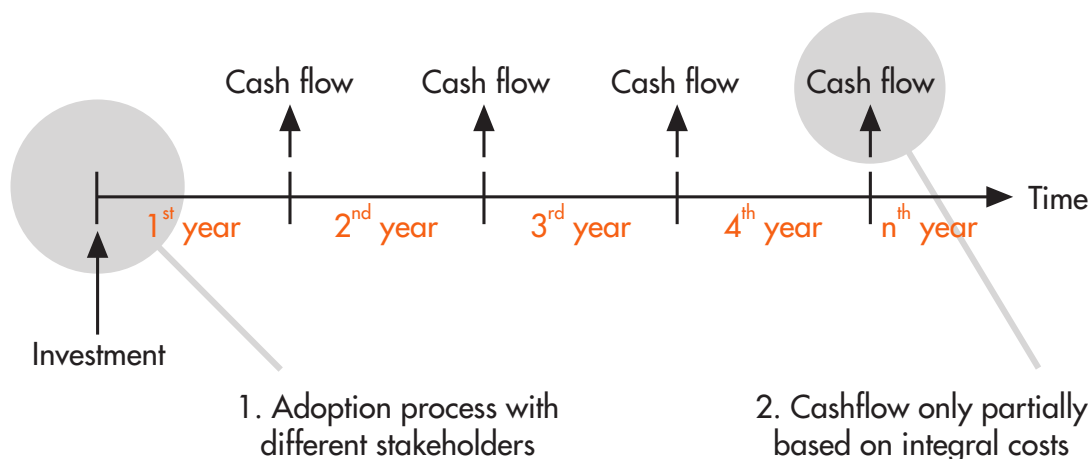 Cash flow Cash flow Cash flow Cash flow
Time
1st year 2nd year 3rd year 4th year nth year
Investment
1. Adoption process with
different stakeholders
2. Cashflow only partially
based on integral costs